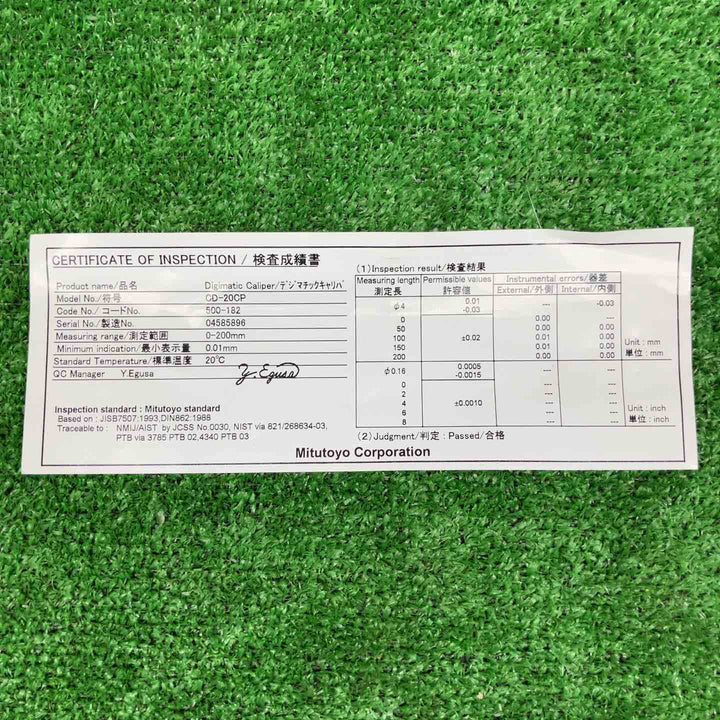 CERTIFICATE OF INSPECTION / 検査成績書
Product name/品名 Digimatic Caliper/デジマチックキャリパ
Model No./符号 CD-20CP
Code No./コードNo. 500-182
Serial No./製造No. 04585896
Measuring range/測定範囲 0-200mm
Minimum indication/最小表示量 0.01mm
Standard Temperature/標準温度 20℃
QC Manager Y.Egusa Y. Egusa
Inspection standard : Mitutoyo standard
Based on : JISB7507:1993,DIN862:1988
Traceable to : NMIJ/AIST by JCSS No.0030, NIST via 821/268634-03,
PTB via 3785 PTB 02,4340 PTB 03
(1)Inspection result/検査結果
Measuring length Permissible values Instrumental errors/器差
測定長 許容値 External/外側 Internal/内側
φ4 0.01 --- -0.03
-0.03
0 0.00 ---
50 0.00 0.00
100 ±0.02 0.01 0.00
150 0.01 0.00
200 0.00 0.00
Unit : mm
単位 : mm
φ0.16 0.0005 --- ---
-0.0015
0 --- ---
2 --- ---
4 ±0.0010 --- ---
6 --- ---
8 --- ---
Unit : inch
単位 : inch
(2)Judgment/判定 : Passed/合格
Mitutoyo Corporation